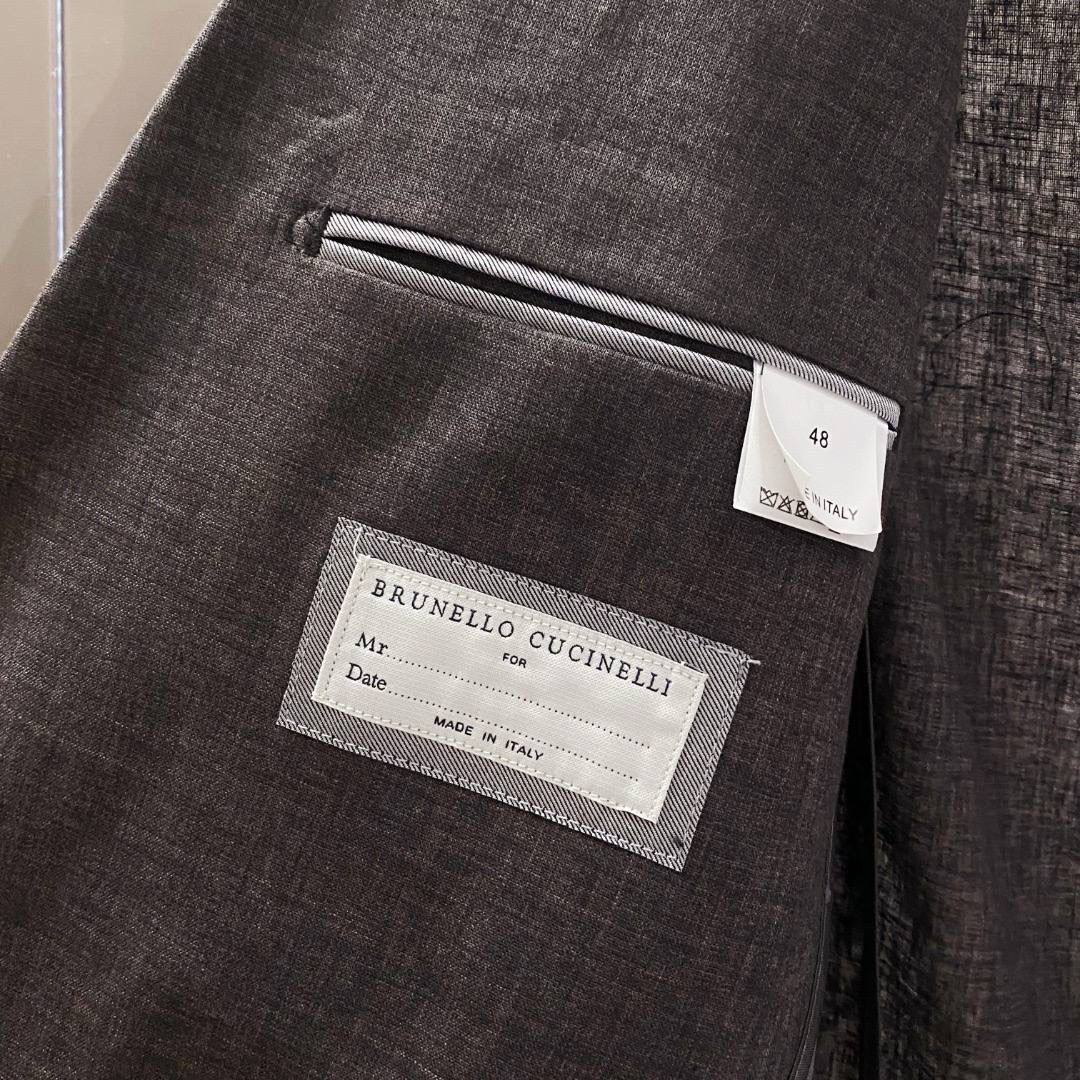 48
E IN ITALY
BRUNELLO CUCINELLI
FOR
Mr.......................................................
Date.......................................................
MADE IN ITALY